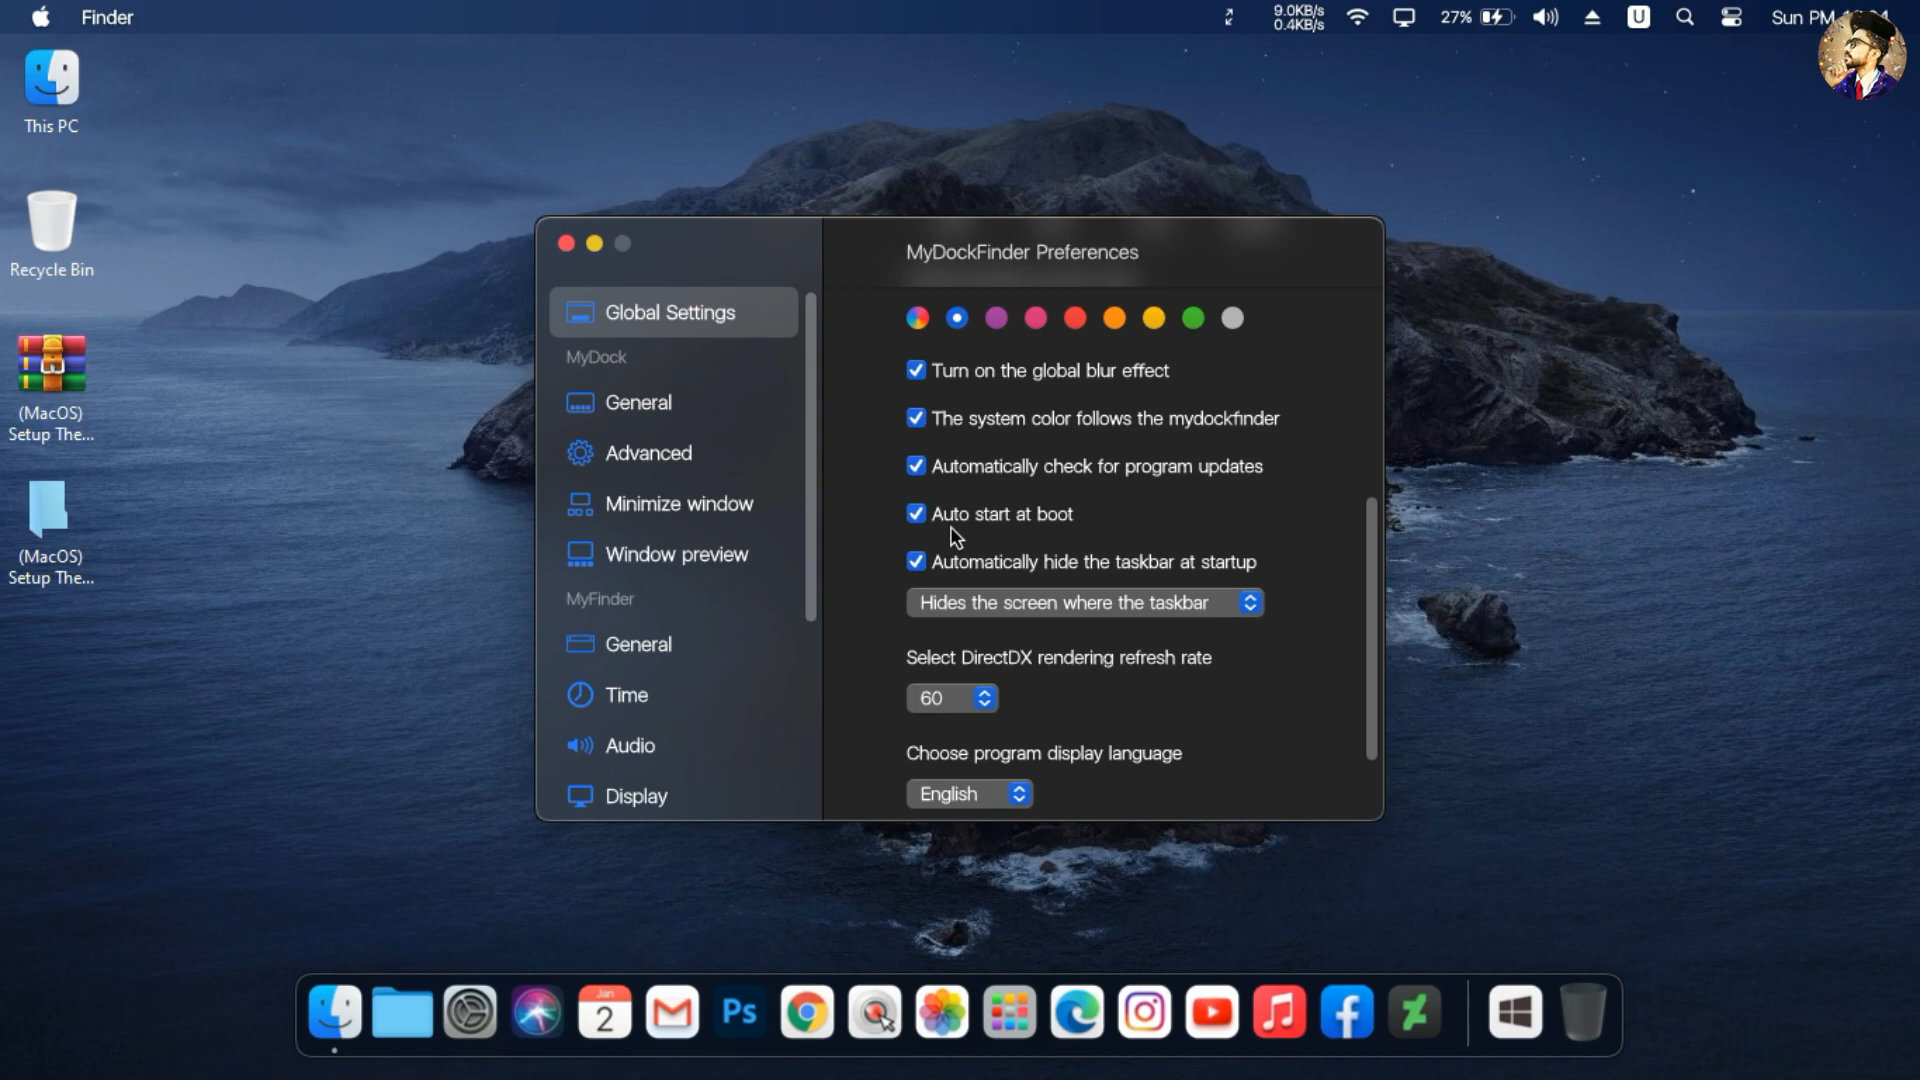 Finder
9.0KB/s
0.4KB/s
27%
U
Sun PM
This PC
Recycle Bin
(MacOS)
Setup The...
(MacOS)
Setup The...
MyDockFinder Preferences
Global Settings
MyDock
General
Advanced
Minimize window
Window preview
MyFinder
General
Time
Audio
Display
Turn on the global blur effect
The system color follows the mydockfinder
Automatically check for program updates
Auto start at boot
Automatically hide the taskbar at startup
Hides the screen where the taskbar
Select DirectDX rendering refresh rate
60
Choose program display language
English
Jan
2
Ps